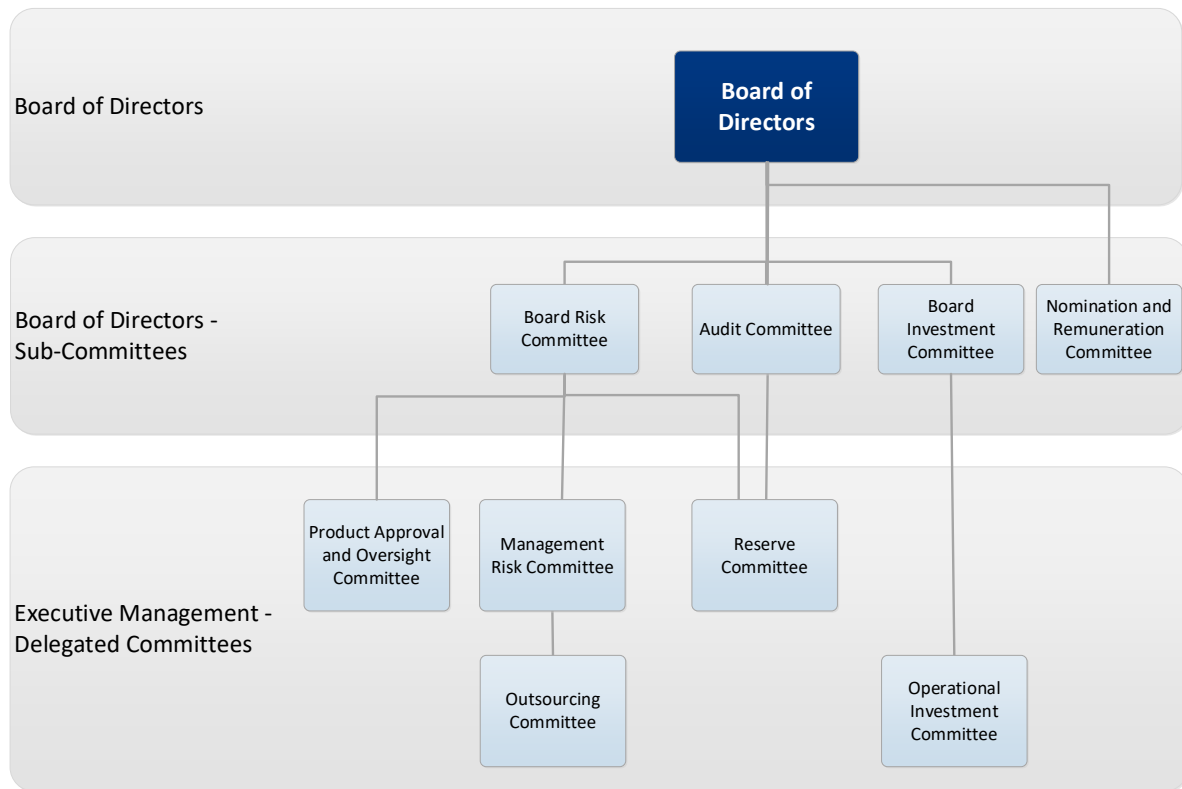 Board of Directors
Board of
Directors
Board of Directors -
Sub-Committees
Board Risk
Committee
Audit Committee
Board
Investment
Committee
Nomination and
Remuneration
Committee
Executive Management -
Delegated Committees
Product Approval
and Oversight
Committee
Management
Risk Committee
Reserve
Committee
Outsourcing
Committee
Operational
Investment
Committee